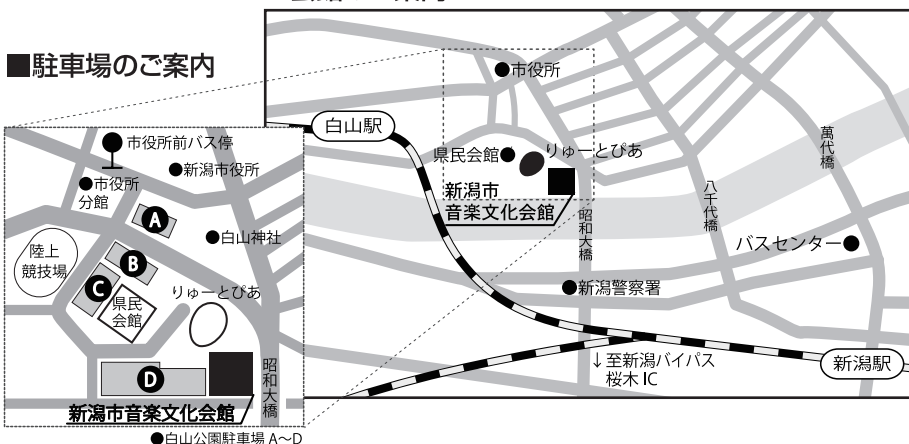 ■駐車場のご案内
市役所前バス停
●新潟市役所
●市役所
分館
A
●白山神社
陸上
競技場
B
C
県民
会館
りゅーとぴあ
D
昭和大橋
新潟市音楽文化会館
●白山公園駐車場 A〜D
●市役所
白山駅
県民会館●
りゅーとぴあ
新潟市
音楽文化会館
昭和大橋
八千代橋
萬代橋
バスセンター●
●新潟警察署
↓至新潟バイパス
桜木 IC
新潟駅